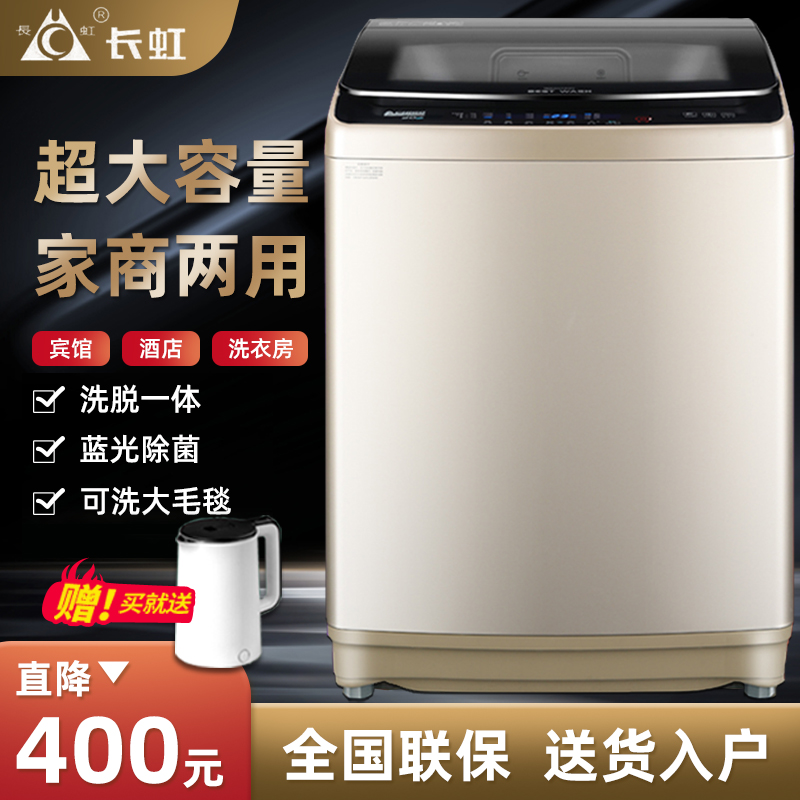 長虹®
长虹
BEST WASH
超大容量
家商两用
宾馆 酒店 洗衣房
洗脱一体
蓝光除菌
可洗大毛毯
赠！买就送
直降
400元
全国联保 送货入户